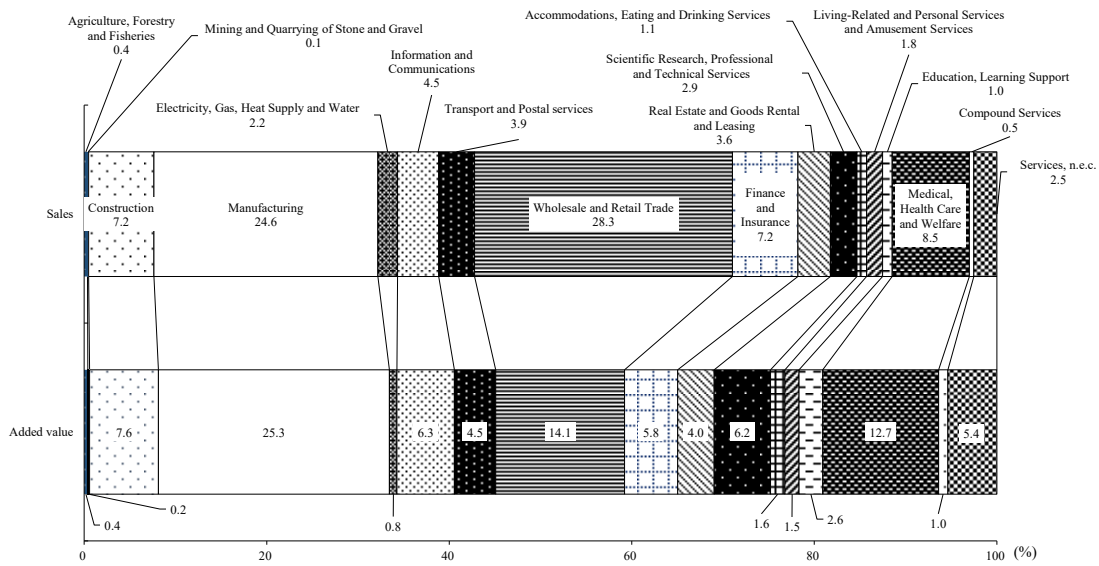 Agriculture, Forestry
and Fisheries
0.4
Mining and Quarrying of Stone and Gravel
0.1
Electricity, Gas, Heat Supply and Water
2.2
Information and
Communications
4.5
Transport and Postal services
3.9
Accommodations, Eating and Drinking Services
1.1
Scientific Research, Professional
and Technical Services
2.9
Real Estate and Goods Rental
and Leasing
3.6
Living-Related and Personal Services
and Amusement Services
1.8
Education, Learning Support
1.0
Compound Services
0.5
Services, n.e.c.
2.5
Sales
Construction
7.2
Manufacturing
24.6
Wholesale and Retail Trade
28.3
Finance
and
Insurance
7.2
Medical,
Health Care
and Welfare
8.5
Added value
7.6
25.3
6.3
4.5
14.1
5.8
4.0
6.2
12.7
5.4
0.4
0.2
0.8
1.6
1.5
2.6
1.0
0
20
40
60
80
100
(%)